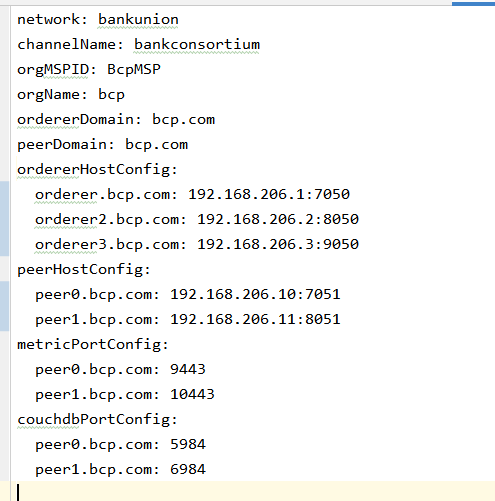 network: bankunion
channelName: bankconsortium
orgMSPID: BcpMSP
orgName: bcp
ordererDomain: bcp.com
peerDomain: bcp.com
ordererHostConfig:
  orderer.bcp.com: 192.168.206.1:7050
  orderer2.bcp.com: 192.168.206.2:8050
  orderer3.bcp.com: 192.168.206.3:9050
peerHostConfig:
  peer0.bcp.com: 192.168.206.10:7051
  peer1.bcp.com: 192.168.206.11:8051
metricPortConfig:
  peer0.bcp.com: 9443
  peer1.bcp.com: 10443
couchdbPortConfig:
  peer0.bcp.com: 5984
  peer1.bcp.com: 6984